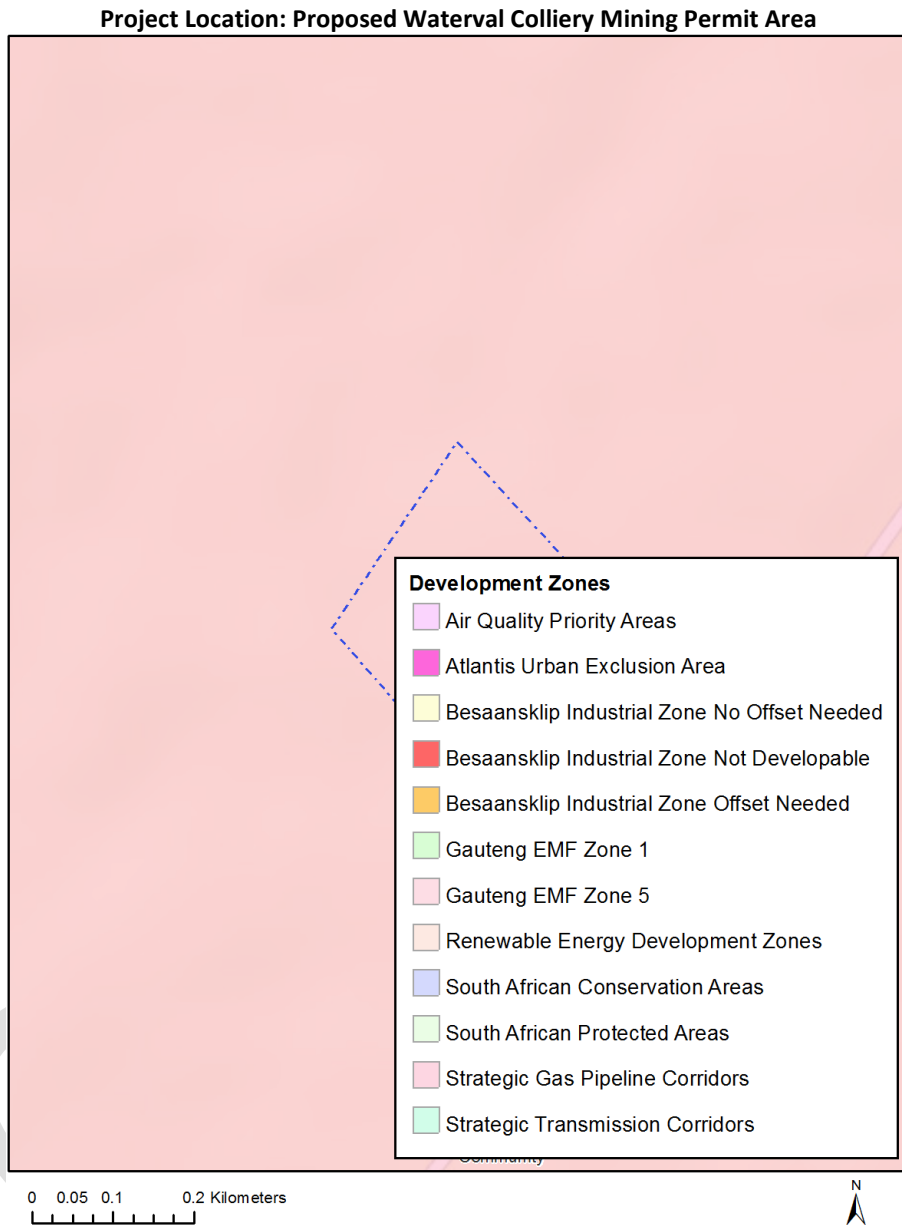 Project Location: Proposed Waterval Colliery Mining Permit Area
Development Zones
Air Quality Priority Areas
Atlantis Urban Exclusion Area
Besaansklip Industrial Zone No Offset Needed
Besaansklip Industrial Zone Not Developable
Besaansklip Industrial Zone Offset Needed
Gauteng EMF Zone 1
Gauteng EMF Zone 5
Renewable Energy Development Zones
South African Conservation Areas
South African Protected Areas
Strategic Gas Pipeline Corridors
Strategic Transmission Corridors
Community
0 0.05 0.1 0.2 Kilometers
N